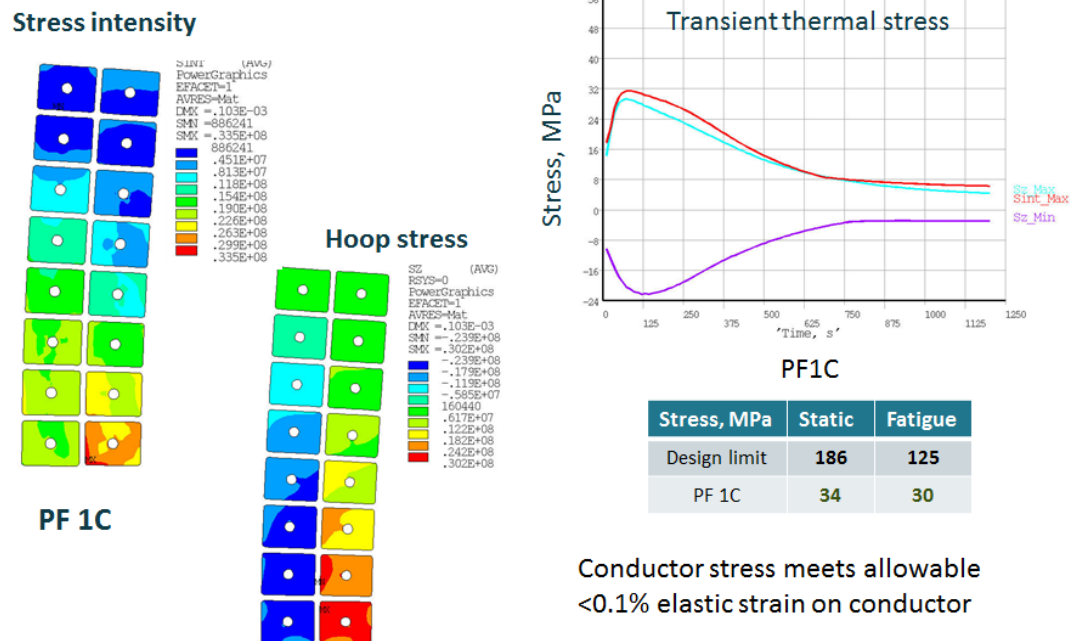 Stress intensity
SINT (AVG)
PowerGraphics
EFACET=1
AVRES=Mat
DMX =.103E-03
SMN =886241
SMX =.335E+08
886241
.451E+07
.813E+07
.118E+08
.154E+08
.190E+08
.226E+08
.263E+08
.299E+08
.335E+08
MX
PF 1C
Hoop stress
SZ (AVG)
RSYS=0
PowerGraphics
EFACET=1
AVRES=Mat
DMX =.103E-03
SMN =-.239E+08
SMX =.302E+08
-.239E+08
-.179E+08
-.119E+08
-.585E+07
160440
.617E+07
.122E+08
.182E+08
.242E+08
.302E+08
MX
Transient thermal stress
Stress, MPa
56
48
40
32
24
16
8
0
-8
-16
-24
0
125
250
375
500
625
750
875
1000
1125
1250
'Time, s'
Sz_Max
Sint_Max
Sz_Min
PF1C
Stress, MPa Static Fatigue
Design limit 186 125
PF 1C 34 30
Conductor stress meets allowable
<0.1% elastic strain on conductor